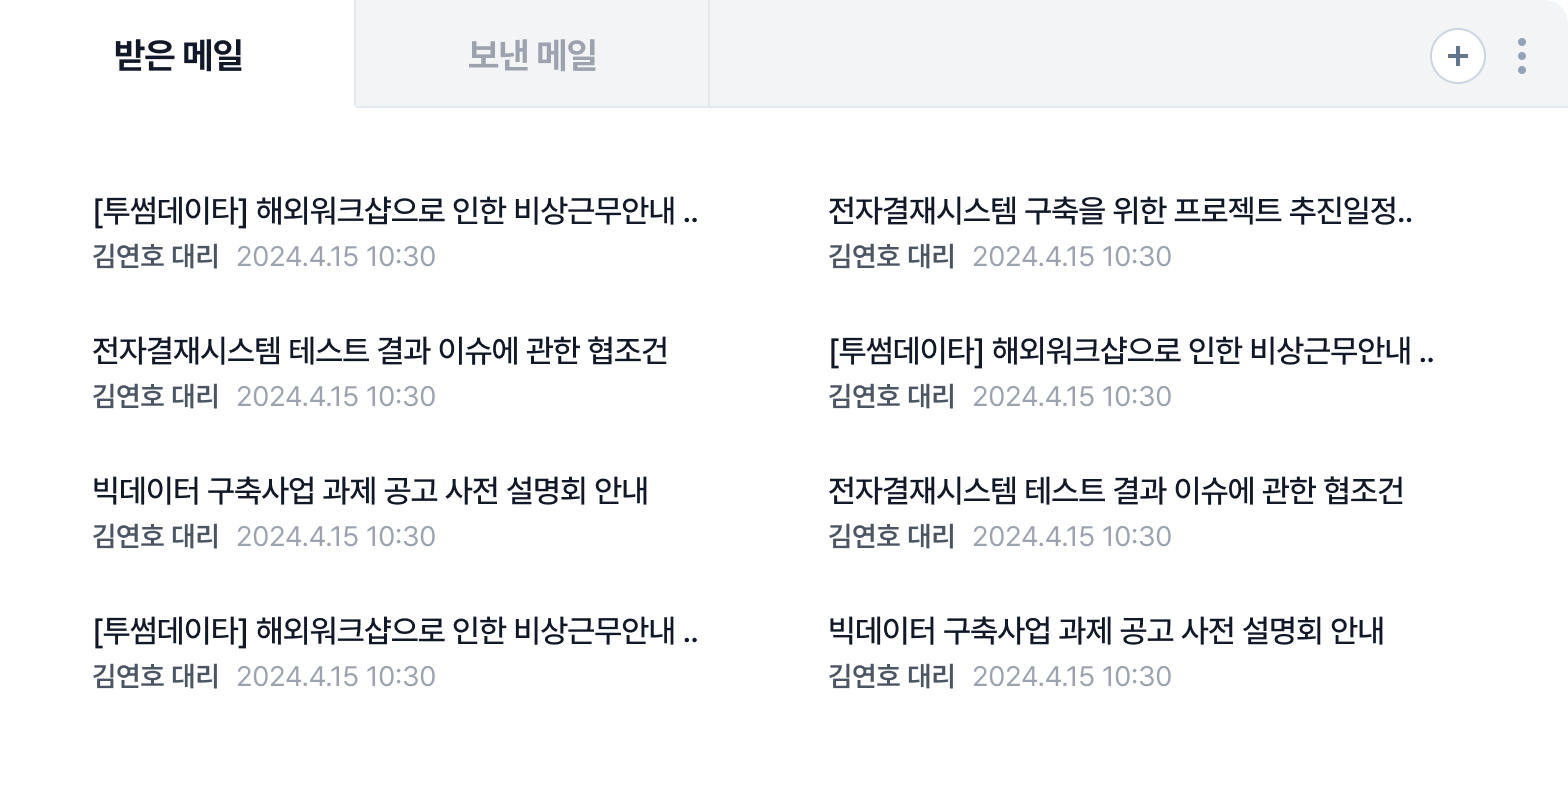 받은 메일
보낸 메일
[투썸데이타] 해외워크샵으로 인한 비상근무안내 ..
김연호 대리 2024.4.15 10:30
전자결재시스템 테스트 결과 이슈에 관한 협조건
김연호 대리 2024.4.15 10:30
빅데이터 구축사업 과제 공고 사전 설명회 안내
김연호 대리 2024.4.15 10:30
[투썸데이타] 해외워크샵으로 인한 비상근무안내 ..
김연호 대리 2024.4.15 10:30
전자결재시스템 구축을 위한 프로젝트 추진일정..
김연호 대리 2024.4.15 10:30
[투썸데이타] 해외워크샵으로 인한 비상근무안내 ..
김연호 대리 2024.4.15 10:30
전자결재시스템 테스트 결과 이슈에 관한 협조건
김연호 대리 2024.4.15 10:30
빅데이터 구축사업 과제 공고 사전 설명회 안내
김연호 대리 2024.4.15 10:30